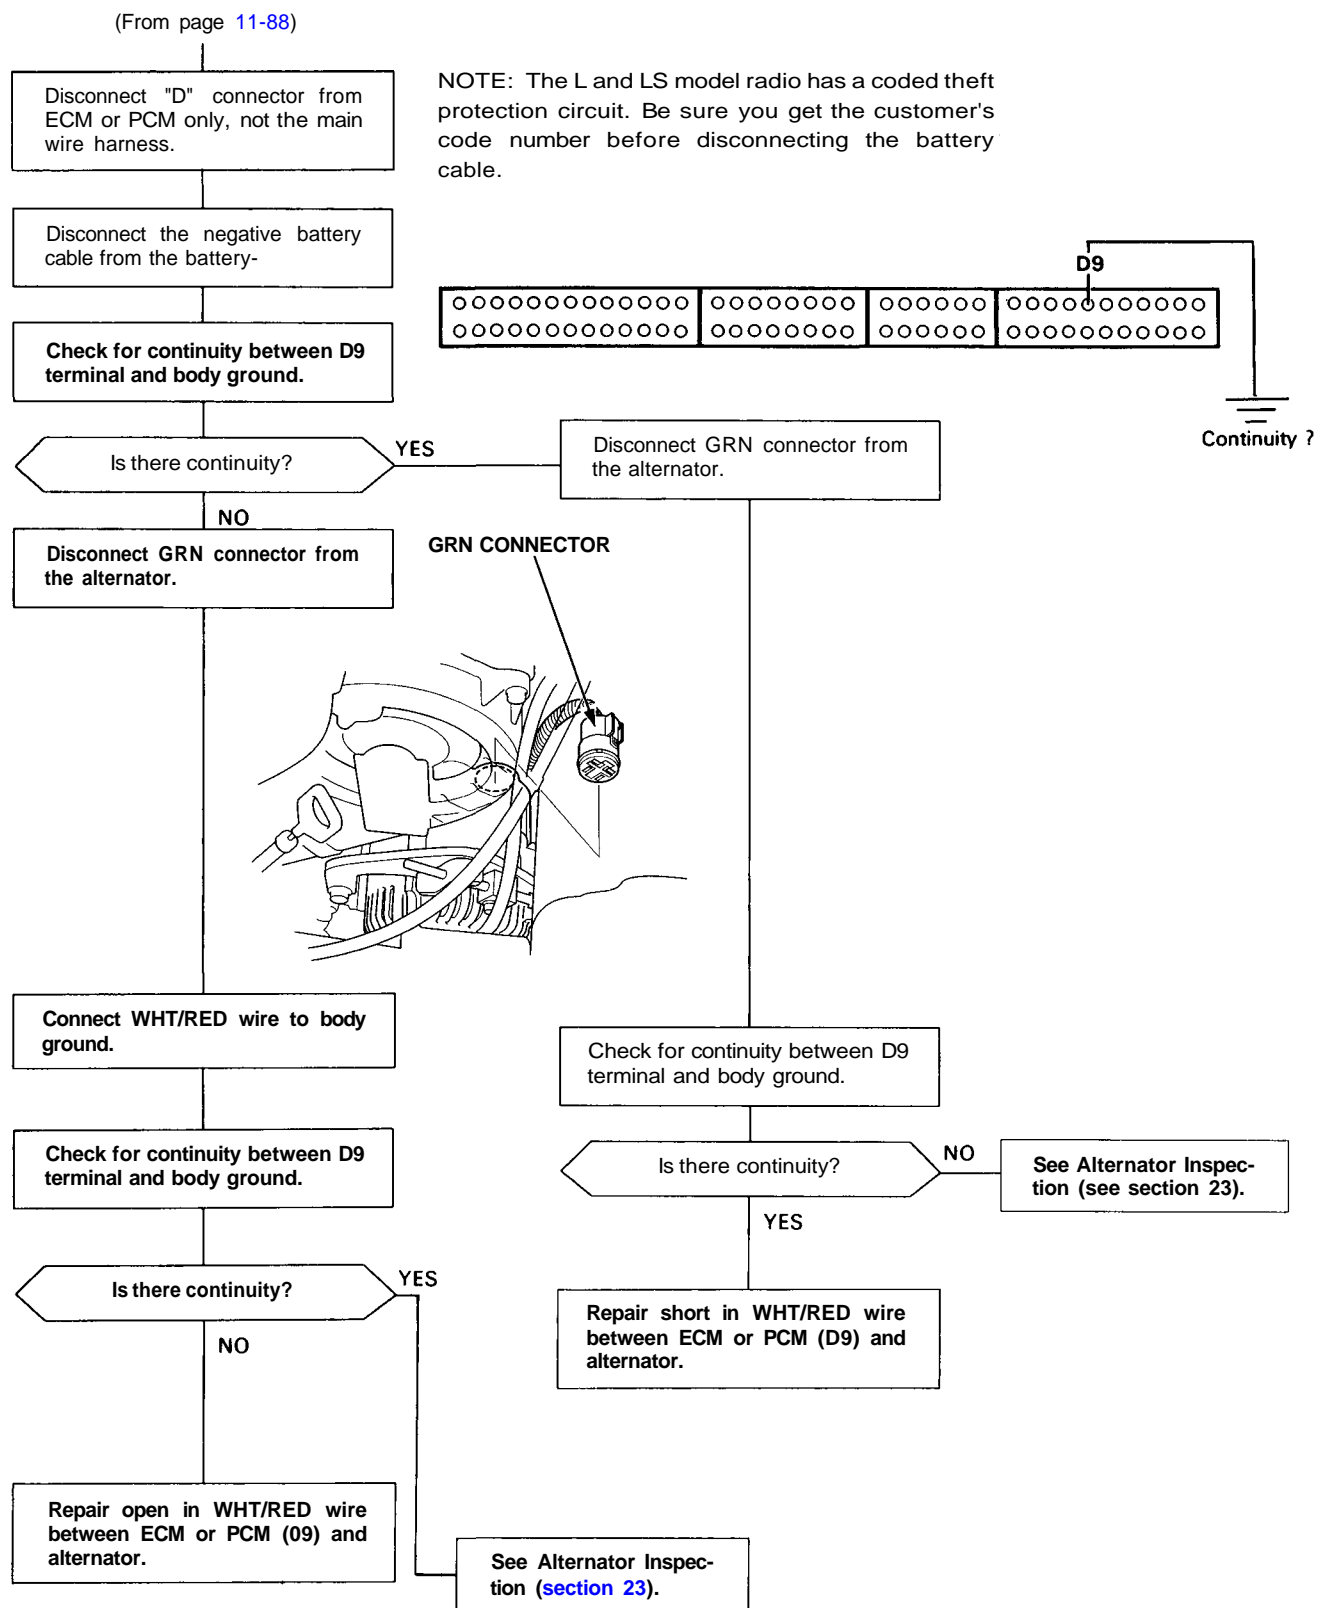 (From page 11-88)
Disconnect "D" connector from
ECM or PCM only, not the main
wire harness.
NOTE: The L and LS model radio has a coded theft
protection circuit. Be sure you get the customer's
code number before disconnecting the battery
cable.
Disconnect the negative battery
cable from the battery-
D9
Check for continuity between D9
terminal and body ground.
Continuity ?
Is there continuity?
YES
Disconnect GRN connector from
the alternator.
NO
Disconnect GRN connector from
the alternator.
GRN CONNECTOR
Connect WHT/RED wire to body
ground.
Check for continuity between D9
terminal and body ground.
Check for continuity between D9
terminal and body ground.
Is there continuity?
NO
See Alternator Inspec-
tion (see section 23).
YES
Is there continuity?
YES
Repair short in WHT/RED wire
between ECM or PCM (D9) and
alternator.
NO
Repair open in WHT/RED wire
between ECM or PCM (09) and
alternator.
See Alternator Inspec-
tion (section 23).